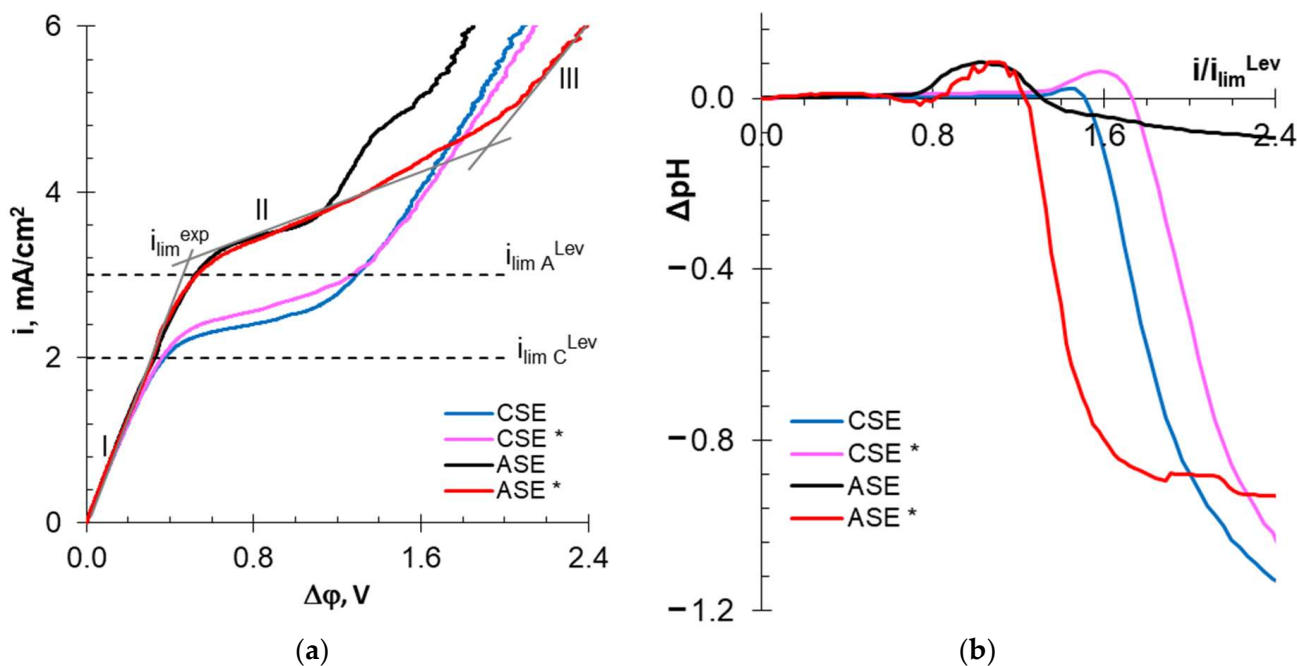 6
4
2
0
i, mA/cm²
0.0 0.8 1.6 2.4
Δφ, V
I
II
III
i_lim^exp
i_lim A^Lev
i_lim C^Lev
CSE
CSE *
ASE
ASE *
(a)
i/i_lim^Lev
0.0
−0.4
−0.8
−1.2
ΔpH
0.8 1.6 2.4
CSE
CSE *
ASE
ASE *
(b)